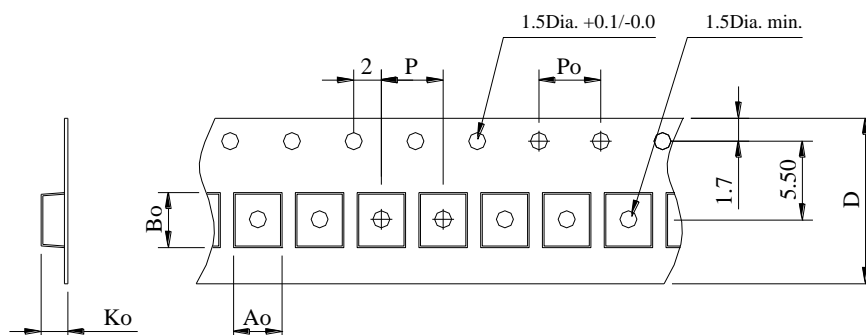 1.5Dia. +0.1/-0.0
1.5Dia. min.
2
P
Po
1.7
5.50
D
Bo
Ko
Ao